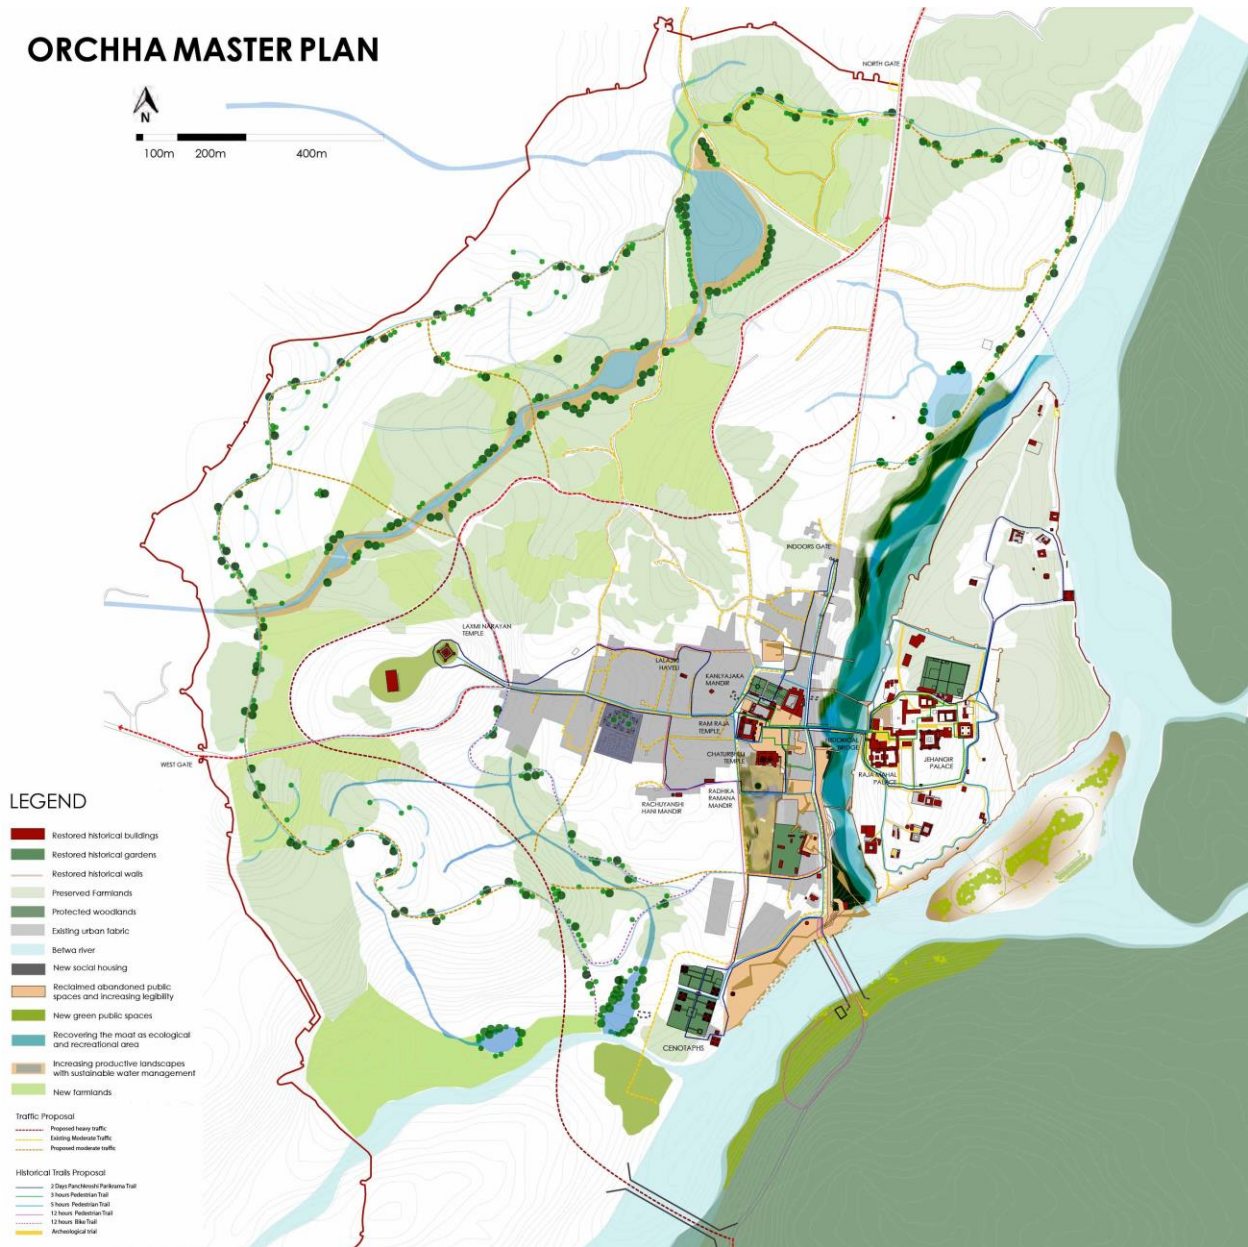 ORCHHA MASTER PLAN
N
100m 200m 400m
NORTH GATE
INDOORS GATE
LAXMI NARAYAN
TEMPLE
HAVELI
KANLYAJAKA
MANDIR
RAM RAJA
TEMPLE
CHATURBHUJ
TEMPLE
HISTORICAL
BRIDGE
JEHANGIR
PALACE
RAJA MAHAL
PALACE
WEST GATE
RACHUYANSHI
HANI MANDIR
RADHIKA
RAMANA
MANDIR
CENOTAPHS
LEGEND
Restored historical buildings
Restored historical gardens
Restored historical walls
Preserved Farmlands
Protected woodlands
Existing urban fabric
Betwa river
New social housing
Reclaimed abandoned public
spaces and increasing legibility
New green public spaces
Recovering the moat as ecological
and recreational area
Increasing productive landscapes
with sustainable water management
New farmlands
Traffic Proposal
Proposed heavy traffic
Existing Moderate Traffic
Proposed moderate traffic
Historical Trails Proposal
2 Days Panchkroshi Parikrama Trail
3 hours Pedestrian Trail
5 hours Pedestrian Trail
12 hours Pedestrian Trail
12 hours Bike Trail
Archeological trial